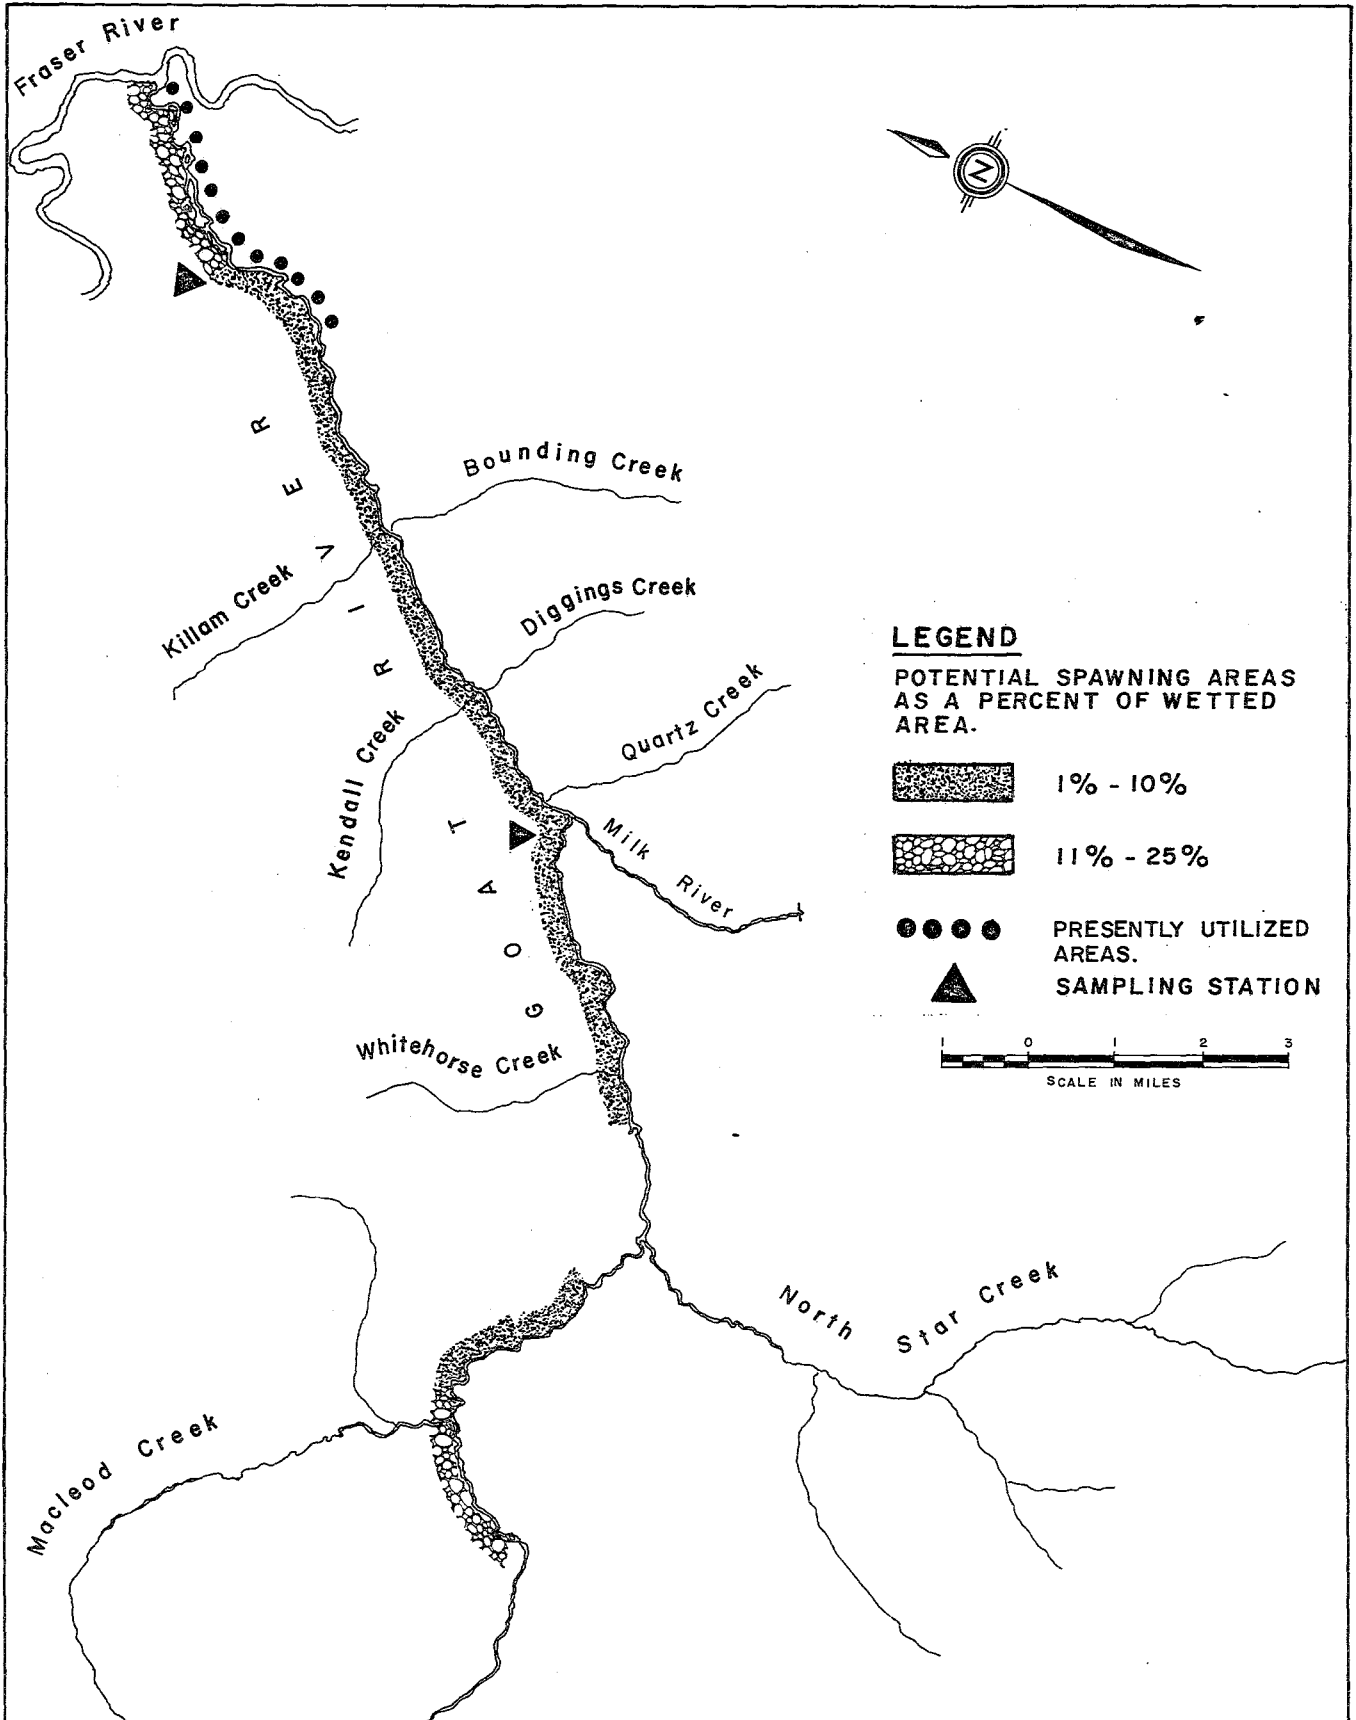 Fraser River
N
Bounding Creek
Killam Creek
Diggings Creek
Quartz Creek
Kendall Creek
Milk River
GOAT RIVER
Whitehorse Creek
North Star Creek
Macleod Creek
LEGEND
POTENTIAL SPAWNING AREAS
AS A PERCENT OF WETTED
AREA.
1% - 10%
11% - 25%
PRESENTLY UTILIZED
AREAS.
SAMPLING STATION
1 0 1 2 3
SCALE IN MILES